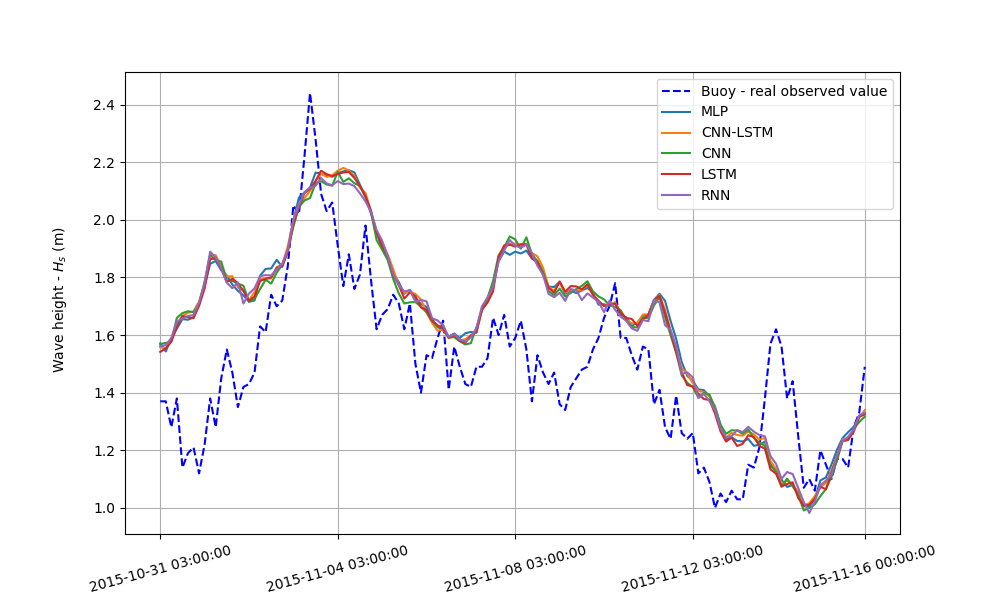 Buoy - real observed value
MLP
CNN-LSTM
CNN
LSTM
RNN
Wave height - Hₛ (m)
2.4
2.2
2.0
1.8
1.6
1.4
1.2
1.0
2015-10-31 03:00:00
2015-11-04 03:00:00
2015-11-08 03:00:00
2015-11-12 03:00:00
2015-11-16 00:00:00